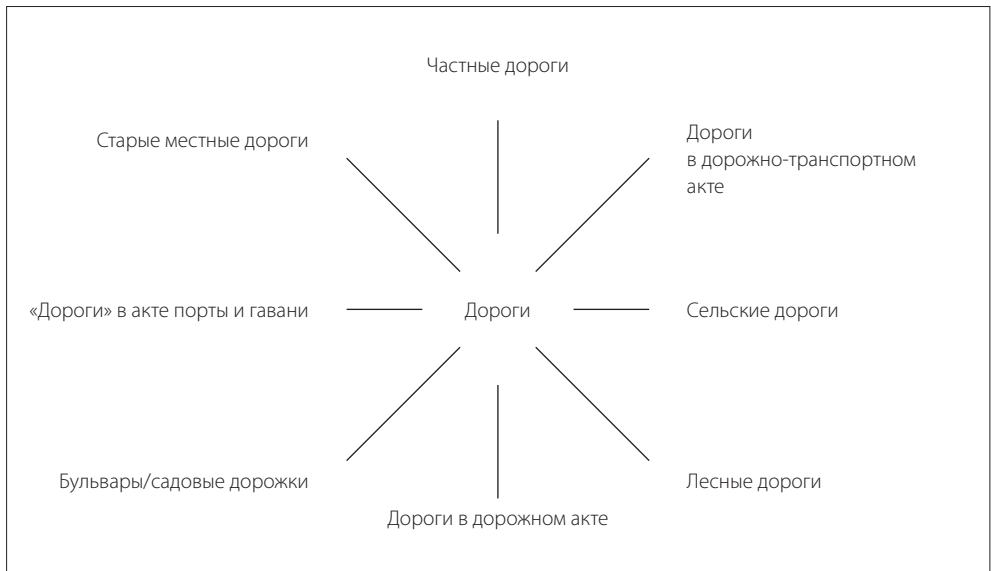 Частные дороги
Старые местные дороги
Дороги
в дорожно-транспортном
акте
«Дороги» в акте порты и гавани
Дороги
Сельские дороги
Бульвары/садовые дорожки
Лесные дороги
Дороги в дорожном акте